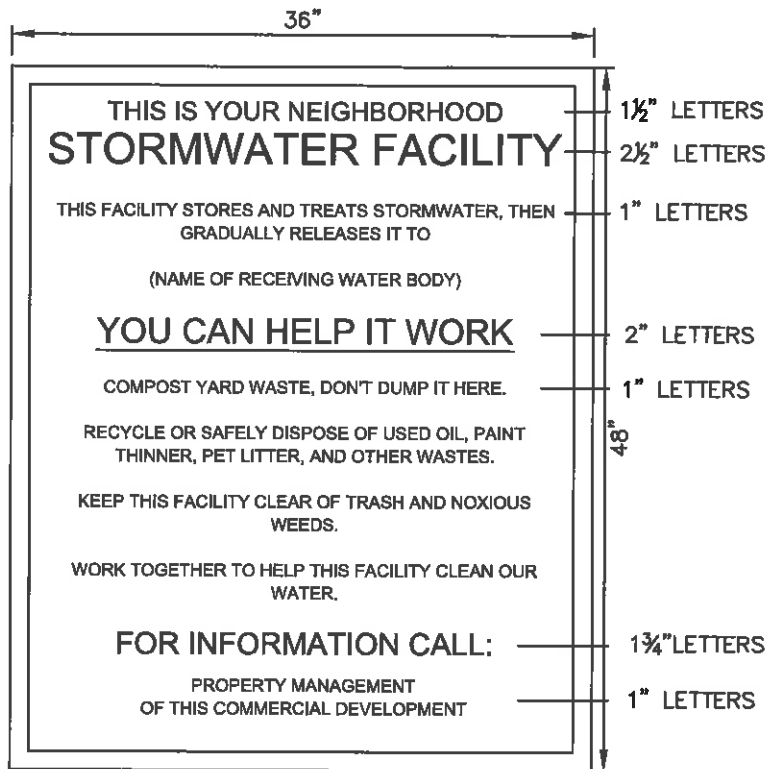 36"
THIS IS YOUR NEIGHBORHOOD
1½" LETTERS
STORMWATER FACILITY
2½" LETTERS
THIS FACILITY STORES AND TREATS STORMWATER, THEN
1" LETTERS
GRADUALLY RELEASES IT TO
(NAME OF RECEIVING WATER BODY)
YOU CAN HELP IT WORK
2" LETTERS
COMPOST YARD WASTE, DON'T DUMP IT HERE.
1" LETTERS
48"
RECYCLE OR SAFELY DISPOSE OF USED OIL, PAINT
THINNER, PET LITTER, AND OTHER WASTES.
KEEP THIS FACILITY CLEAR OF TRASH AND NOXIOUS
WEEDS.
WORK TOGETHER TO HELP THIS FACILITY CLEAN OUR
WATER.
FOR INFORMATION CALL:
1¾"LETTERS
PROPERTY MANAGEMENT
OF THIS COMMERCIAL DEVELOPMENT
1" LETTERS